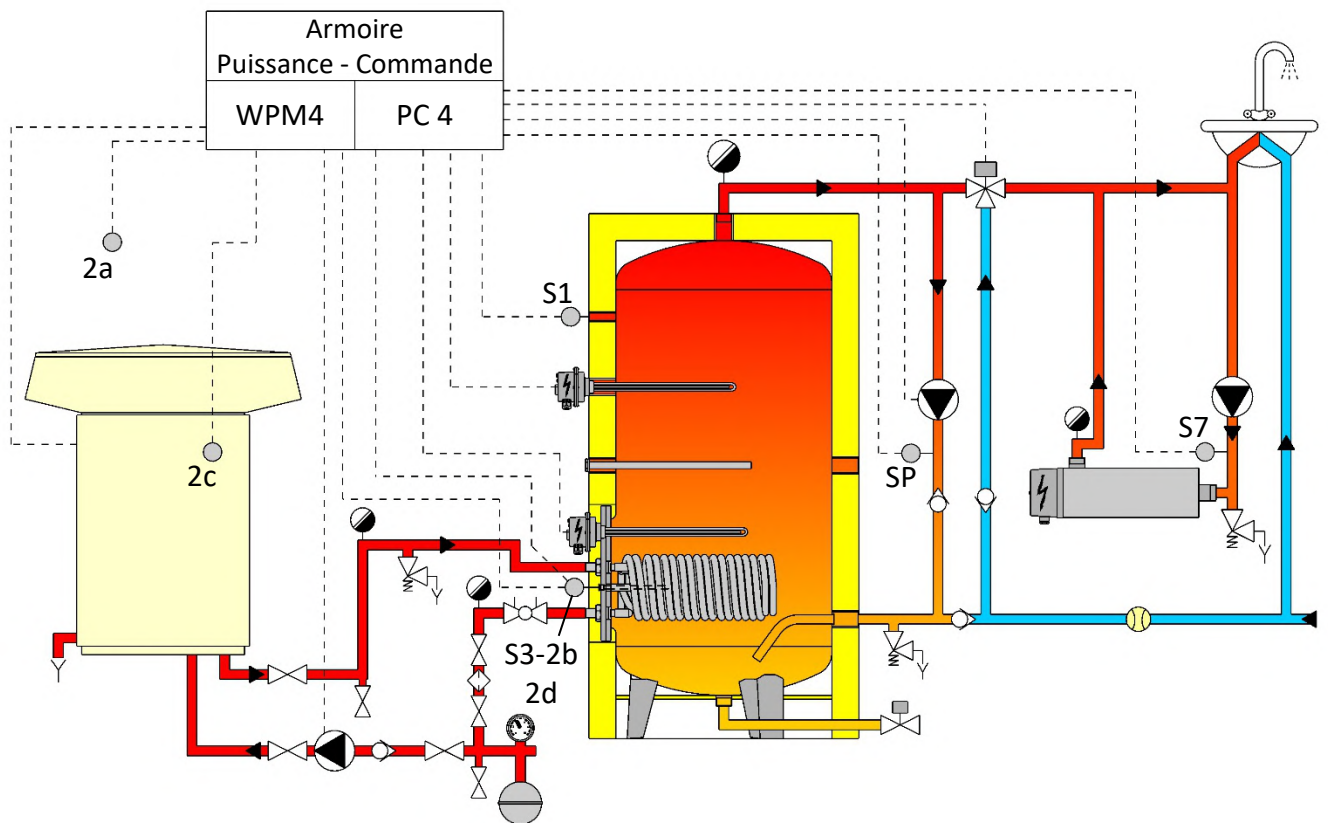 Armoire
Puissance - Commande
WPM4
PC 4
2a
S1
2c
S7
SP
S3-2b
2d